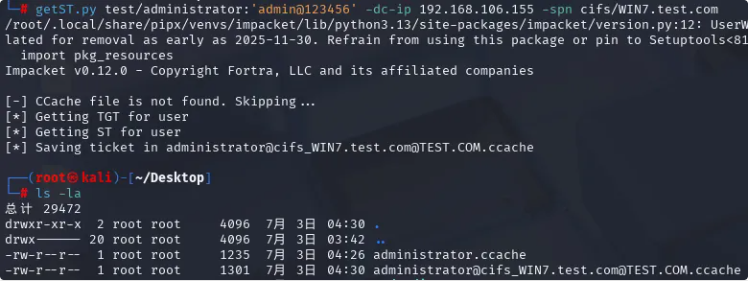 └─# getST.py test/administrator:'admin@123456' -dc-ip 192.168.106.155 -spn cifs/WIN7.test.com
/root/.local/share/pipx/venvs/impacket/lib/python3.13/site-packages/impacket/version.py:12: UserW
lated for removal as early as 2025-11-30. Refrain from using this package or pin to Setuptools<81
  import pkg_resources
Impacket v0.12.0 - Copyright Fortra, LLC and its affiliated companies

[-] CCache file is not found. Skipping...
[*] Getting TGT for user
[*] Getting ST for user
[*] Saving ticket in administrator@cifs_WIN7.test.com@TEST.COM.ccache

┌──(root㉿kali)-[~/Desktop]
└─# ls -la
总计 29472
drwxr-xr-x  2 root root    4096  7月  3日 04:30 .
drwx------ 20 root root    4096  7月  3日 03:42 ..
-rw-r--r--  1 root root    1235  7月  3日 04:26 administrator.ccache
-rw-r--r--  1 root root    1301  7月  3日 04:30 administrator@cifs_WIN7.test.com@TEST.COM.ccache